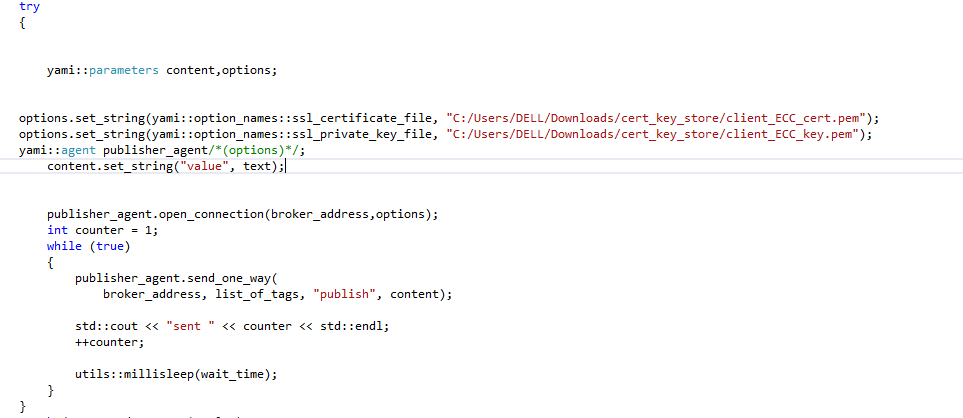 try
{
yami::parameters content,options;
options.set_string(yami::option_names::ssl_certificate_file, "C:/Users/DELL/Downloads/cert_key_store/client_ECC_cert.pem");
options.set_string(yami::option_names::ssl_private_key_file, "C:/Users/DELL/Downloads/cert_key_store/client_ECC_key.pem");
yami::agent publisher_agent/*(options)*/;
content.set_string("value", text);
publisher_agent.open_connection(broker_address,options);
int counter = 1;
while (true)
{
publisher_agent.send_one_way(
broker_address, list_of_tags, "publish", content);
std::cout << "sent " << counter << std::endl;
++counter;
utils::millisleep(wait_time);
}
}